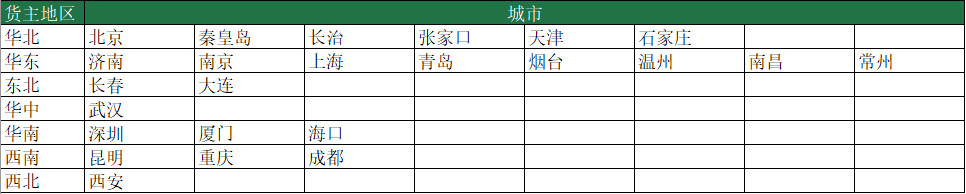 货主地区 城市
华北 北京 秦皇岛 长治 张家口 天津 石家庄
华东 济南 南京 上海 青岛 烟台 温州 南昌 常州
东北 长春 大连
华中 武汉
华南 深圳 厦门 海口
西南 昆明 重庆 成都
西北 西安